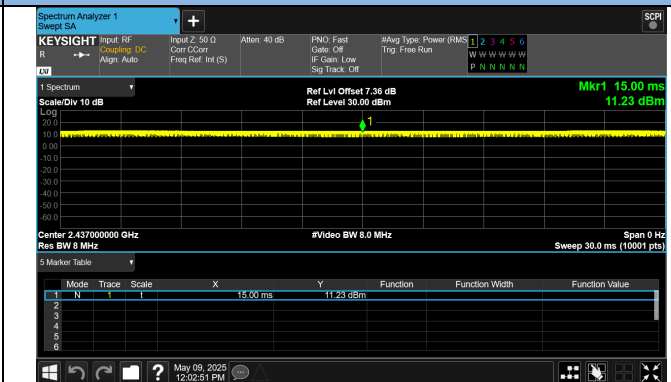 Spectrum Analyzer 1
Swept SA
SCPI
KEYSIGHT Input: RF Input Z: 50 Ω Atten: 40 dB PNO: Fast #Avg Type: Power (RMS 1 2 3 4 5 6
R Coupling: DC Corr CCorr Gate: Off Trig: Free Run W W W W W W
Align: Auto Freq Ref: Int (S) IF Gain: Low
Sig Track: Off P N N N N N
LXI
1 Spectrum Ref Lvl Offset 7.36 dB Mkr1 15.00 ms
Scale/Div 10 dB Ref Level 30.00 dBm 11.23 dBm
Log
20.0
1
10.0
0.00
-10.0
-20.0
-30.0
-40.0
-50.0
-60.0
Center 2.437000000 GHz #Video BW 8.0 MHz Span 0 Hz
Res BW 8 MHz Sweep 30.0 ms (10001 pts)
5 Marker Table
Mode Trace Scale X Y Function Function Width Function Value
1 N 1 t 15.00 ms 11.23 dBm
2
3
4
5
6
? May 09, 2025
12:02:51 PM